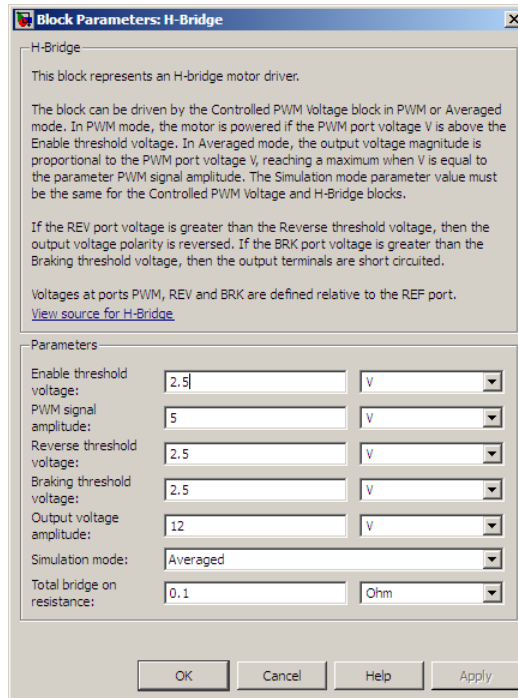 Block Parameters: H-Bridge
H-Bridge
This block represents an H-bridge motor driver.
The block can be driven by the Controlled PWM Voltage block in PWM or Averaged
mode. In PWM mode, the motor is powered if the PWM port voltage V is above the
Enable threshold voltage. In Averaged mode, the output voltage magnitude is
proportional to the PWM port voltage V, reaching a maximum when V is equal to
the parameter PWM signal amplitude. The Simulation mode parameter value must
be the same for the Controlled PWM Voltage and H-Bridge blocks.
If the REV port voltage is greater than the Reverse threshold voltage, then the
output voltage polarity is reversed. If the BRK port voltage is greater than the
Braking threshold voltage, then the output terminals are short circuited.
Voltages at ports PWM, REV and BRK are defined relative to the REF port.
View source for H-Bridge
Parameters
Enable threshold
voltage:
2.5
V
PWM signal
amplitude:
5
V
Reverse threshold
voltage:
2.5
V
Braking threshold
voltage:
2.5
V
Output voltage
amplitude:
12
V
Simulation mode:
Averaged
Total bridge on
resistance:
0.1
Ohm
OK
Cancel
Help
Apply